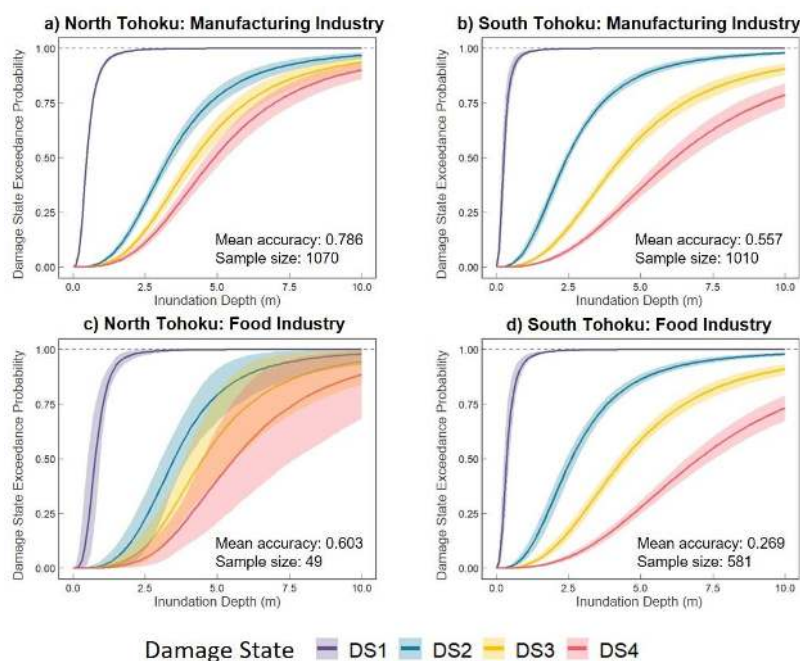 a) North Tohoku: Manufacturing Industry
Damage State Exceedance Probability
1.00
0.75
0.50
0.25
0.00
Mean accuracy: 0.786
Sample size: 1070
0.0 2.5 5.0 7.5 10.0
Inundation Depth (m)
b) South Tohoku: Manufacturing Industry
Damage State Exceedance Probability
1.00
0.75
0.50
0.25
0.00
Mean accuracy: 0.557
Sample size: 1010
0.0 2.5 5.0 7.5 10.0
Inundation Depth (m)
c) North Tohoku: Food Industry
Damage State Exceedance Probability
1.00
0.75
0.50
0.25
0.00
Mean accuracy: 0.603
Sample size: 49
0.0 2.5 5.0 7.5 10.0
Inundation Depth (m)
d) South Tohoku: Food Industry
Damage State Exceedance Probability
1.00
0.75
0.50
0.25
0.00
Mean accuracy: 0.269
Sample size: 581
0.0 2.5 5.0 7.5 10.0
Inundation Depth (m)
Damage State DS1 DS2 DS3 DS4